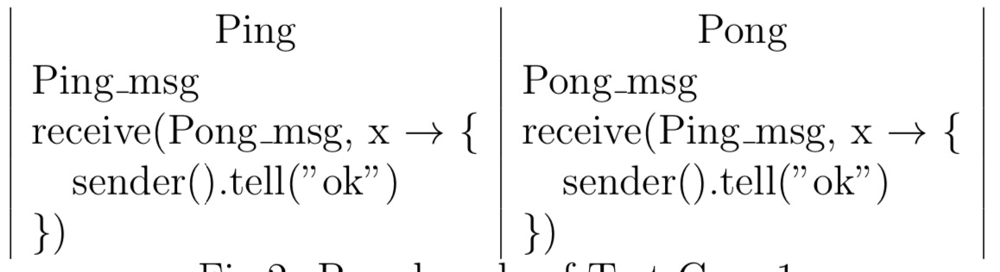 Ping
Ping_msg
receive(Pong_msg, x → {
sender().tell(”ok”)
})
Pong
Pong_msg
receive(Ping_msg, x → {
sender().tell(”ok”)
})